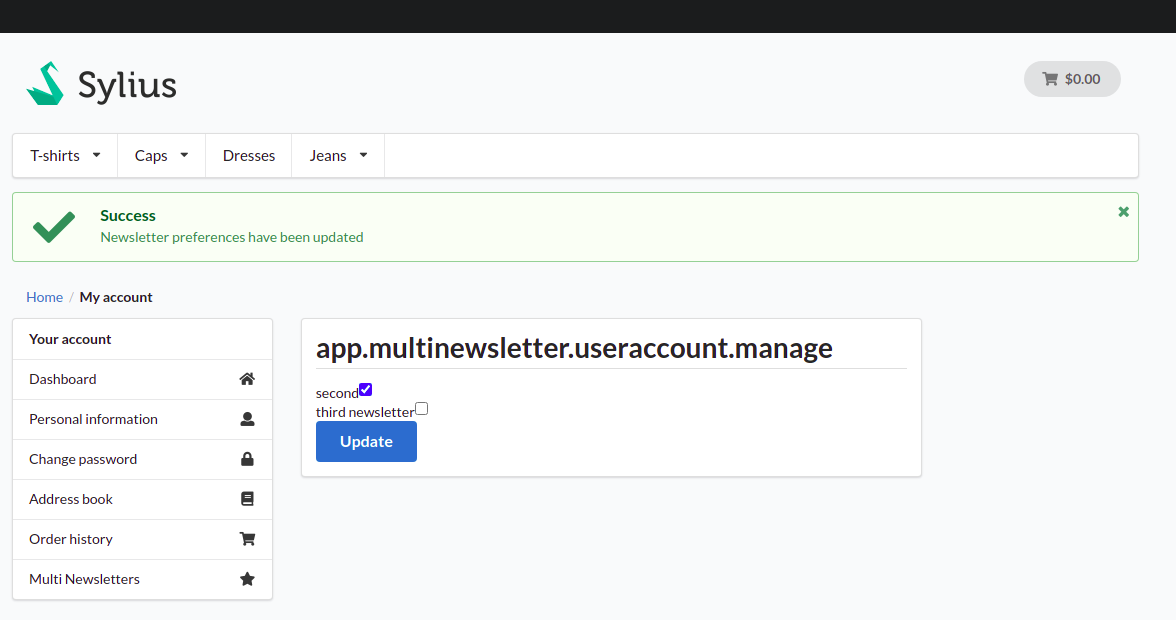 Sylius
$0.00
T-shirts Caps Dresses Jeans
Success
Newsletter preferences have been updated
Home / My account
Your account
Dashboard
Personal information
Change password
Address book
Order history
Multi Newsletters
app.multinewsletter.useraccount.manage
second
third newsletter
Update